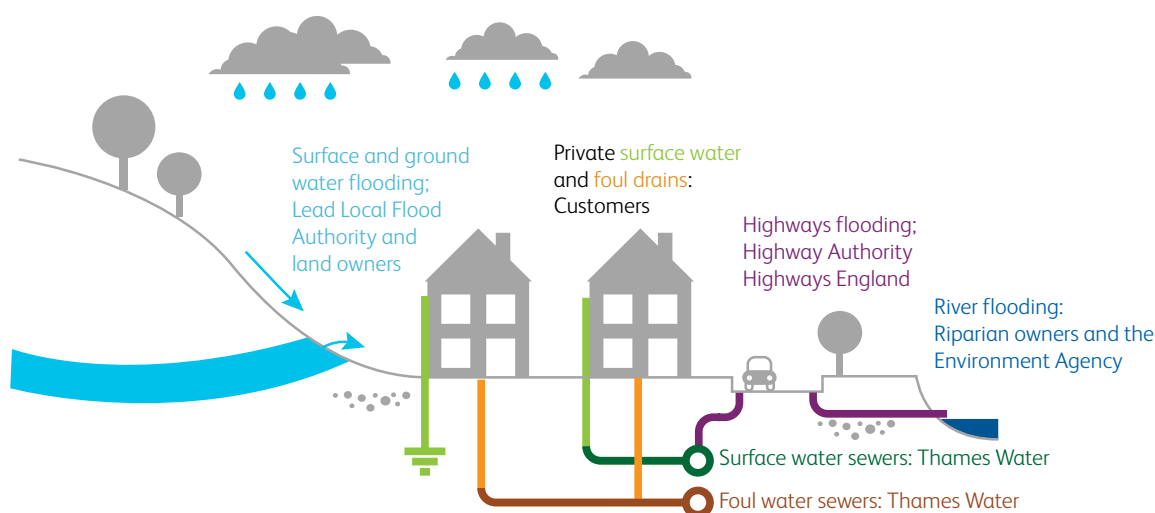 Surface and ground
water flooding;
Lead Local Flood
Authority and
land owners
Private surface water
and foul drains:
Customers
Highways flooding;
Highway Authority
Highways England
River flooding:
Riparian owners and the
Environment Agency
Surface water sewers: Thames Water
Foul water sewers: Thames Water